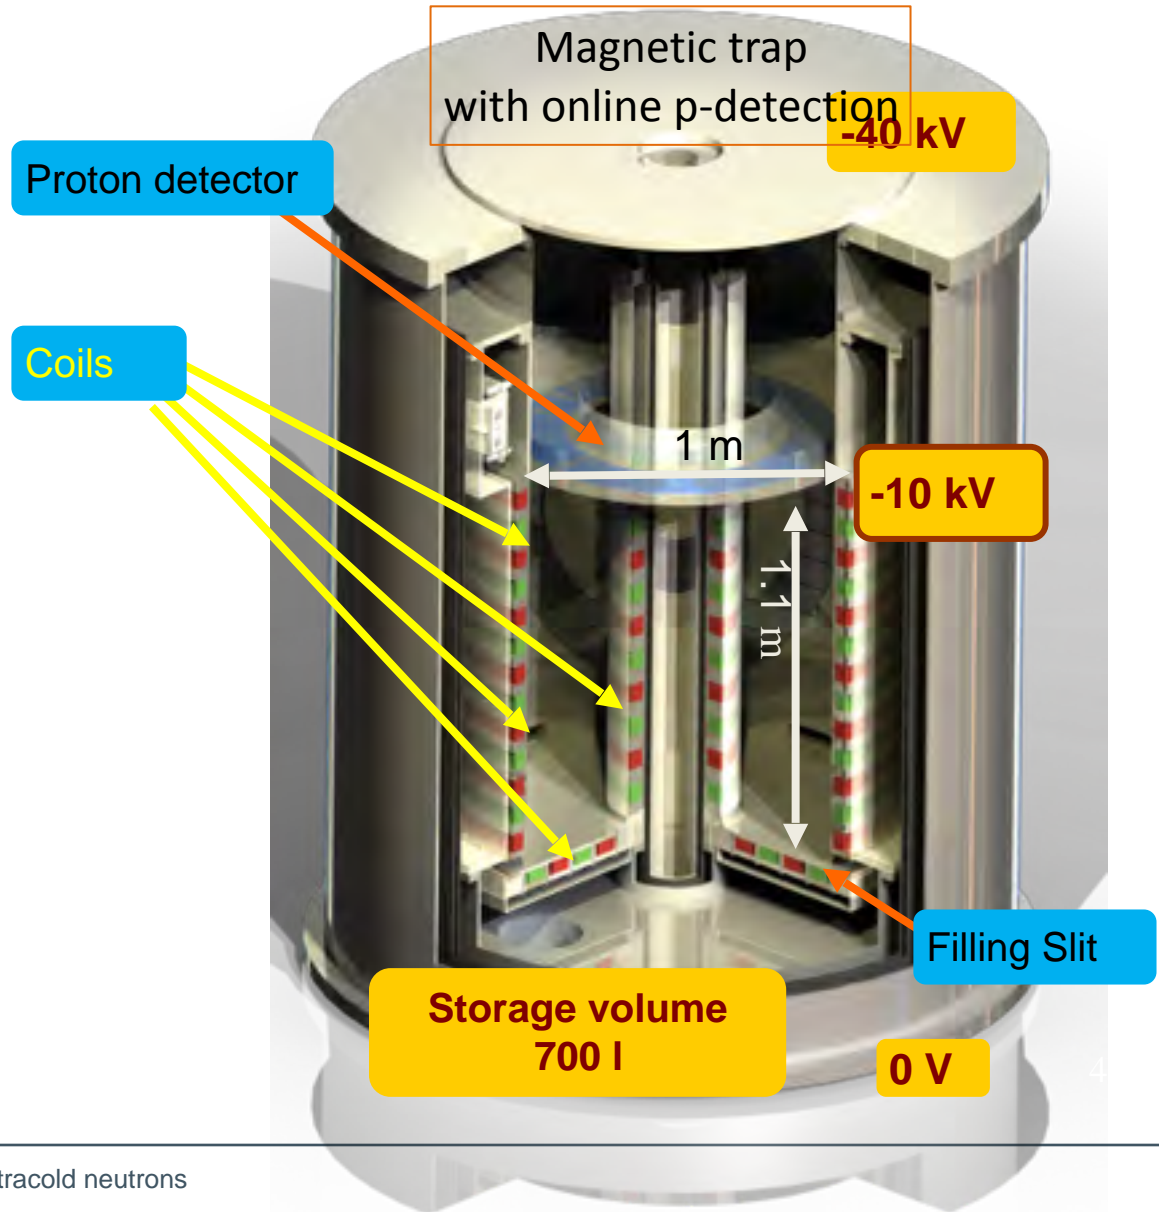 Magnetic trap
with online p-detection
-40 kV
Proton detector
Coils
1 m
-10 kV
1.1 m
Filling Slit
Storage volume
700 l
0 V
4
tracold neutrons